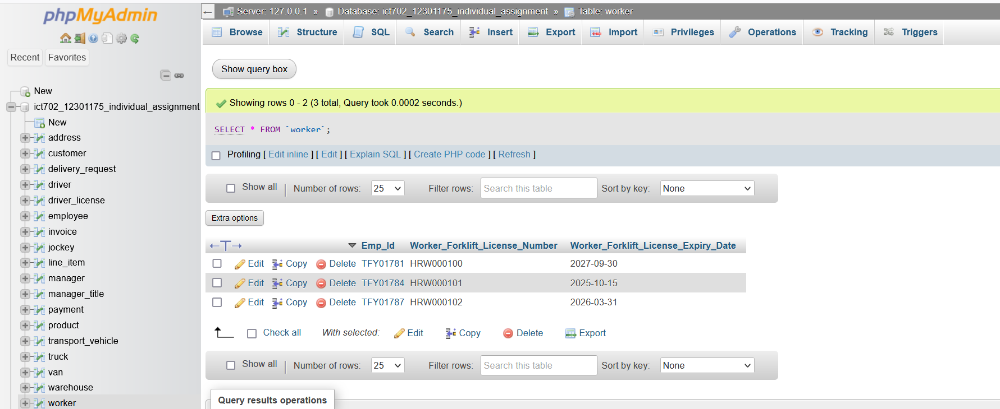 phpMyAdmin
Recent Favorites
New
ict702_12301175_individual_assignment
New
address
customer
delivery_request
driver
driver_license
employee
invoice
jockey
line_item
manager
manager_title
payment
product
transport_vehicle
truck
van
warehouse
worker
Server: 127.0.0.1 » Database: ict702_12301175_individual_assignment » Table: worker
Browse Structure SQL Search Insert Export Import Privileges Operations Tracking Triggers
Show query box
Showing rows 0 - 2 (3 total, Query took 0.0002 seconds.)
SELECT * FROM `worker`;
Profiling [ Edit inline ] [ Edit ] [ Explain SQL ] [ Create PHP code ] [ Refresh ]
Show all | Number of rows: 25 Filter rows: Search this table Sort by key: None
Extra options
←T→ Emp_Id Worker_Forklift_License_Number Worker_Forklift_License_Expiry_Date
Edit Copy Delete TFY01781 HRW000100 2027-09-30
Edit Copy Delete TFY01784 HRW000101 2025-10-15
Edit Copy Delete TFY01787 HRW000102 2026-03-31
Check all With selected: Edit Copy Delete Export
Show all | Number of rows: 25 Filter rows: Search this table Sort by key: None
Query results operations